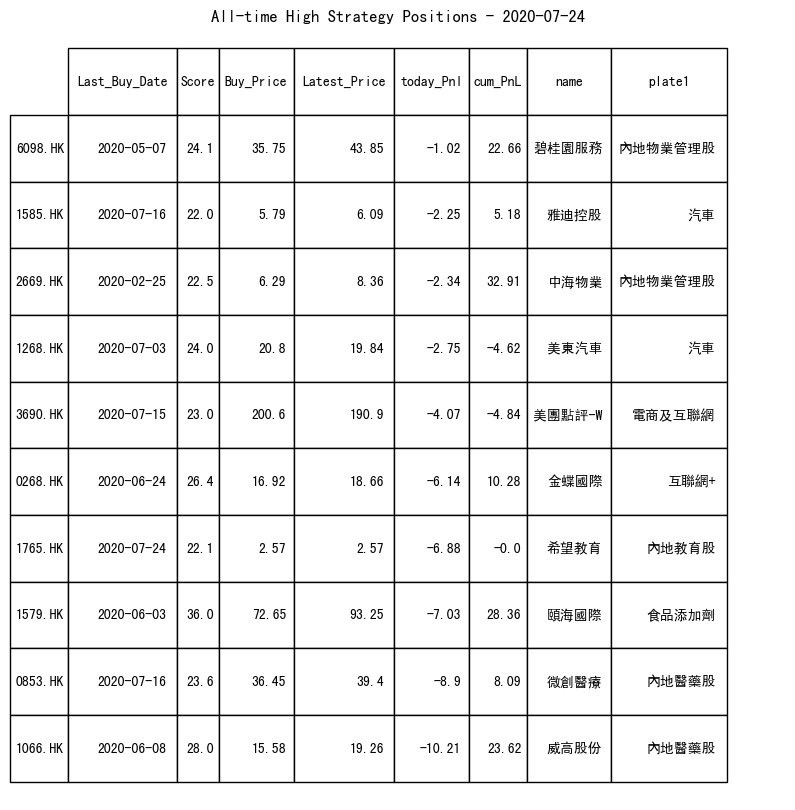 All-time High Strategy Positions - 2020-07-24
Last_Buy_Date Score Buy_Price Latest_Price today_Pnl cum_PnL name plate1
6098.HK 2020-05-07 24.1 35.75 43.85 -1.02 22.66 碧桂園服務 內地物業管理股
1585.HK 2020-07-16 22.0 5.79 6.09 -2.25 5.18 雅迪控股 汽車
2669.HK 2020-02-25 22.5 6.29 8.36 -2.34 32.91 中海物業 內地物業管理股
1268.HK 2020-07-03 24.0 20.8 19.84 -2.75 -4.62 美東汽車 汽車
3690.HK 2020-07-15 23.0 200.6 190.9 -4.07 -4.84 美團點評-W 電商及互聯網
0268.HK 2020-06-24 26.4 16.92 18.66 -6.14 10.28 金蝶國際 互聯網+
1765.HK 2020-07-24 22.1 2.57 2.57 -6.88 -0.0 希望教育 內地教育股
1579.HK 2020-06-03 36.0 72.65 93.25 -7.03 28.36 頤海國際 食品添加劑
0853.HK 2020-07-16 23.6 36.45 39.4 -8.9 8.09 微創醫療 內地醫藥股
1066.HK 2020-06-08 28.0 15.58 19.26 -10.21 23.62 威高股份 內地醫藥股